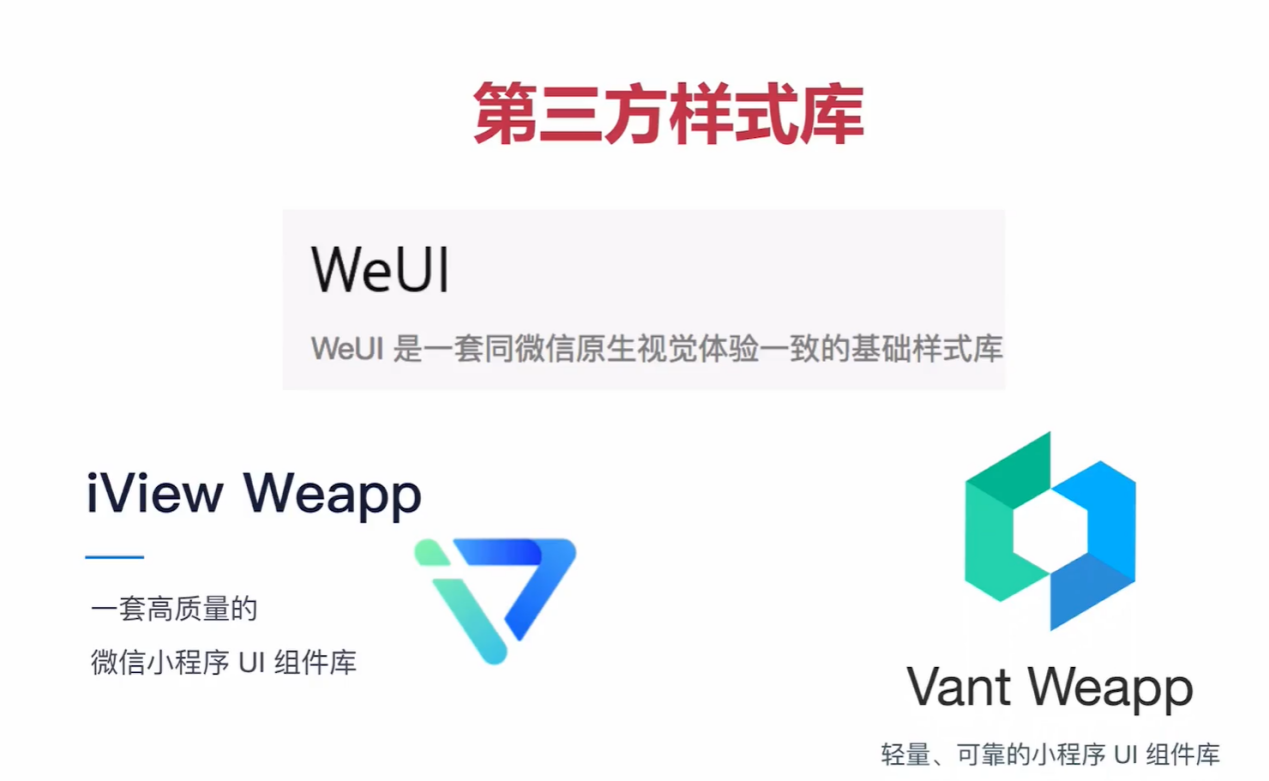 第三方样式库
WeUI
WeUI 是一套同微信原生视觉体验一致的基础样式库
iView Weapp
一套高质量的
微信小程序 UI 组件库
Vant Weapp
轻量、可靠的小程序 UI 组件库